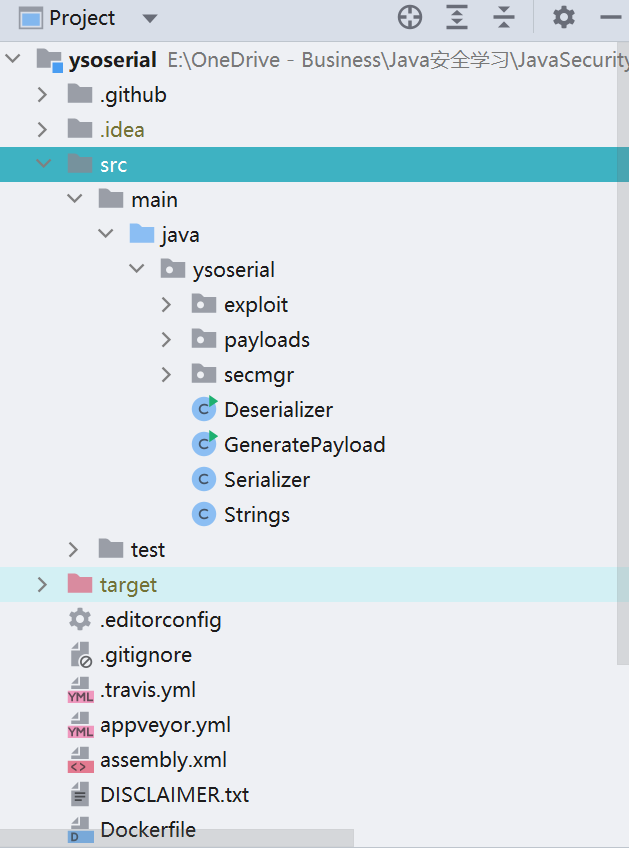 Project
ysoserial E:\OneDrive - Business\Java安全学习\JavaSecurity
.github
.idea
src
main
java
ysoserial
exploit
payloads
secmgr
C Deserializer
C GeneratePayload
C Serializer
C Strings
test
target
.editorconfig
.gitignore
YML .travis.yml
YML appveyor.yml
<> assembly.xml
DISCLAIMER.txt
D Dockerfile